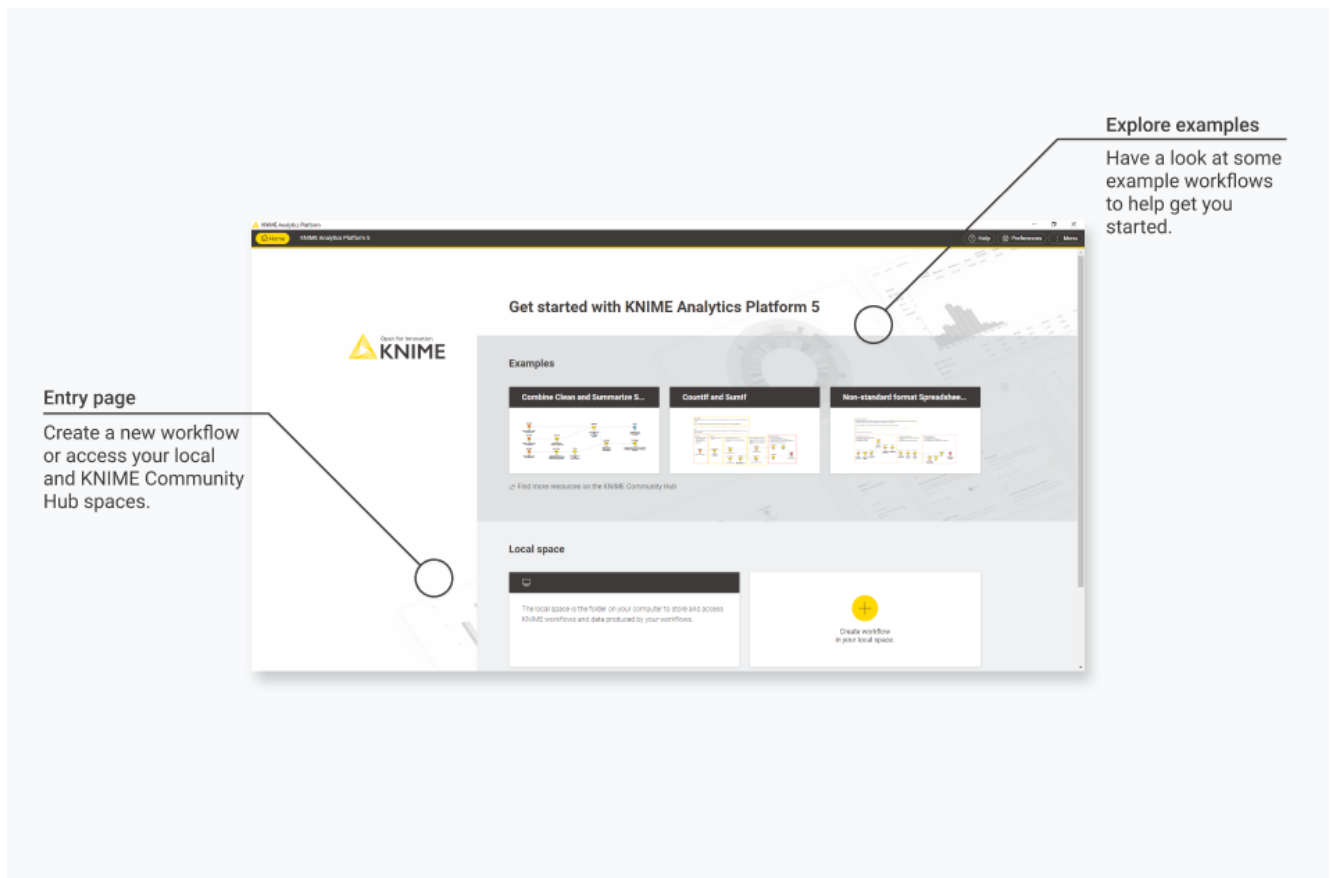 Explore examples
Have a look at some
example workflows
to help get you
started.
KNIME Analytics Platform
Home
KNIME Analytics Platform 5
Help
Preferences
Menu
Get started with KNIME Analytics Platform 5
Open for Innovation
KNIME
Examples
Combine Clean and Summarize S...
Countif and Sumif
Non-standard format Spreadshee...
Find more resources on the KNIME Community Hub
Entry page
Create a new workflow
or access your local
and KNIME Community
Hub spaces.
Local space
The local space is the folder on your computer to store and access
KNIME workflows and data produced by your workflows.
Create workflow
in your local space.